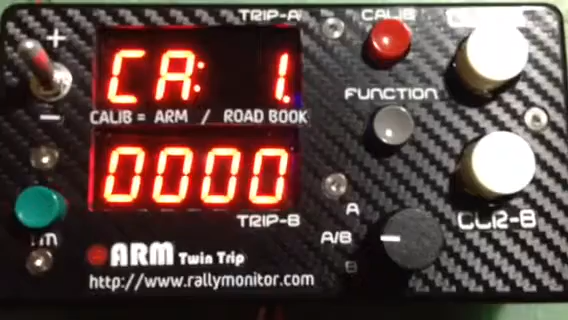 TRIP-A
CALIB
+
CA: 1.
CALIB = ARM / ROAD BOOK
FUNCTION
-
0000
TRIP-B
CLR-B
A
A/B
B
ARM Twin Trip
http://www.rallymonitor.com